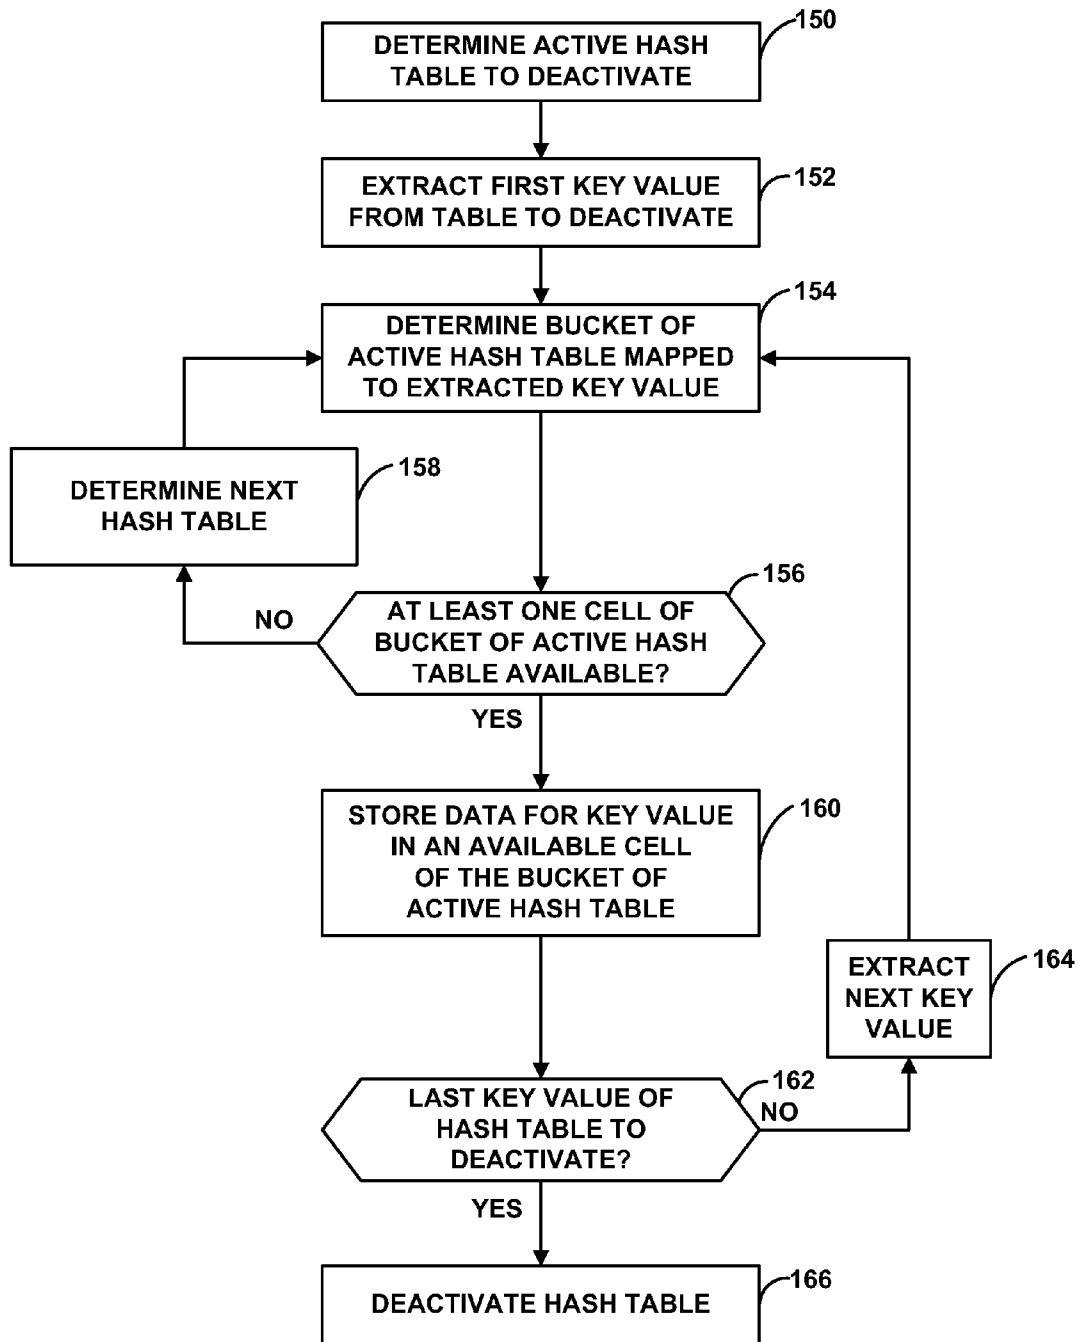 150
DETERMINE ACTIVE HASH
TABLE TO DEACTIVATE
152
EXTRACT FIRST KEY VALUE
FROM TABLE TO DEACTIVATE
154
DETERMINE BUCKET OF
ACTIVE HASH TABLE MAPPED
TO EXTRACTED KEY VALUE
158
DETERMINE NEXT
HASH TABLE
156
NO
AT LEAST ONE CELL OF
BUCKET OF ACTIVE HASH
TABLE AVAILABLE?
YES
160
STORE DATA FOR KEY VALUE
IN AN AVAILABLE CELL
OF THE BUCKET OF
ACTIVE HASH TABLE
164
EXTRACT
NEXT KEY
VALUE
162
LAST KEY VALUE OF
HASH TABLE TO
DEACTIVATE?
NO
YES
166
DEACTIVATE HASH TABLE